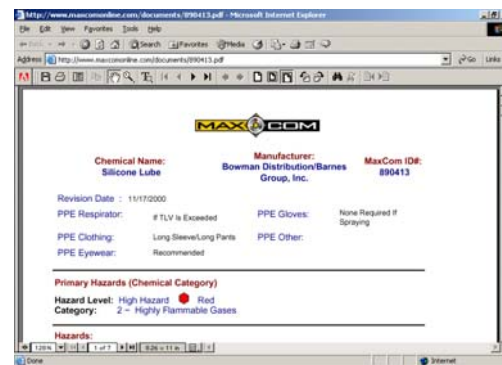 http://www.maxcomonline.com/documents/890413.pdf - Microsoft Internet Explorer
File Edit View Favorites Tools Help
Search Favorites Media
Address http://www.maxcomonline.com/documents/890413.pdf Go Links
MAXCOM
Chemical Name:
Silicone Lube
Manufacturer:
Bowman Distribution/Barnes
Group, Inc.
MaxCom ID#:
890413
Revision Date : 11/17/2000
PPE Respirator: If TLV Is Exceeded
PPE Gloves: None Required If
Spraying
PPE Clothing: Long Sleeve/Long Pants
PPE Other:
PPE Eyewear: Recommended
Primary Hazards (Chemical Category)
Hazard Level: High Hazard Red
Category: 2 - Highly Flammable Gases
Hazards:
1 of 7 8.26 x 11 in
Done Internet